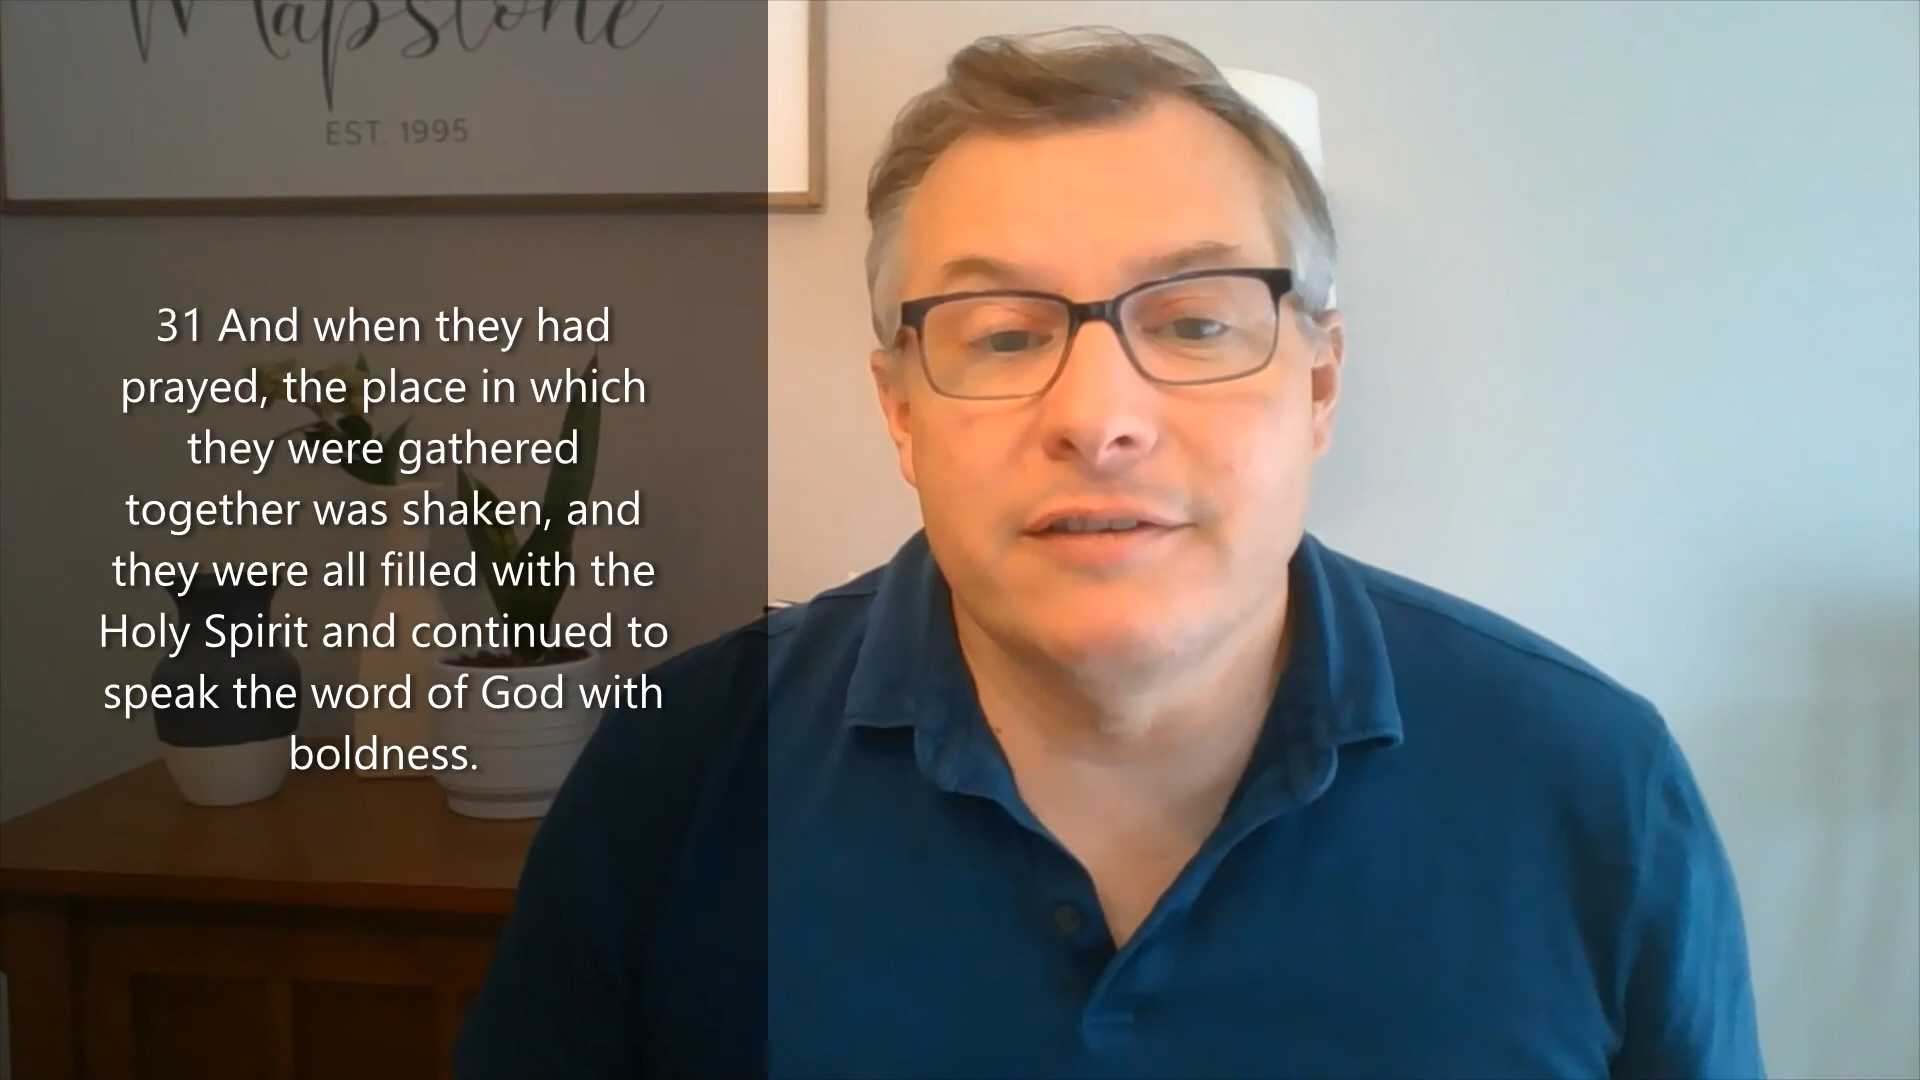 Mapstone
EST. 1995
31 And when they had
prayed, the place in which
they were gathered
together was shaken, and
they were all filled with the
Holy Spirit and continued to
speak the word of God with
boldness.